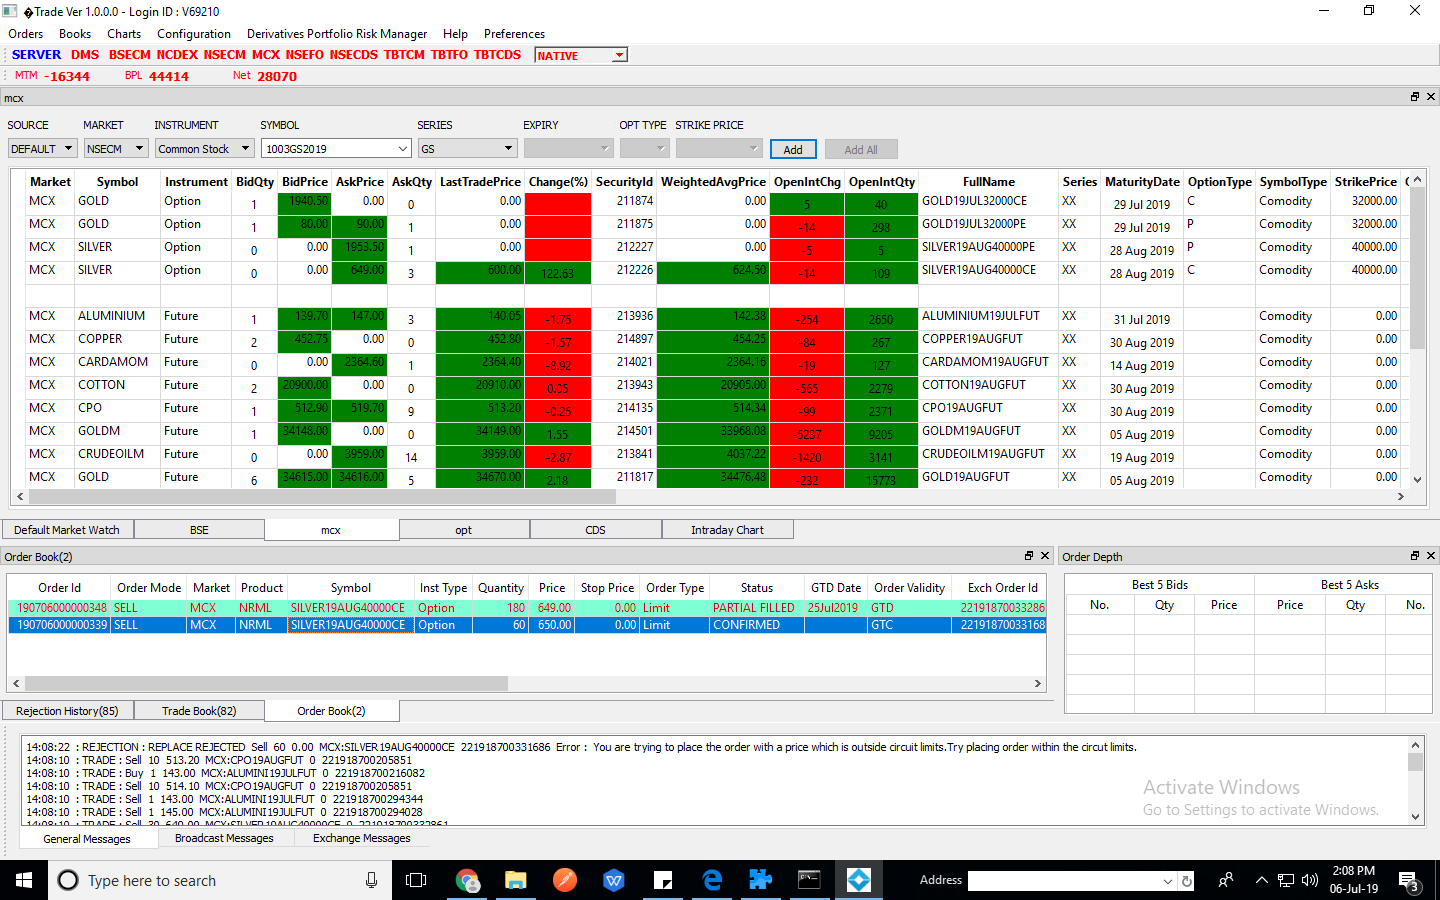 �Trade Ver 1.0.0.0 - Login ID : V69210
Orders Books Charts Configuration Derivatives Portfolio Risk Manager Help Preferences
SERVER DMS BSECM NCDEX NSECM MCX NSEFO NSECDS TBTCM TBTFO TBTCDS NATIVE
MTM -16344 BPL 44414 Net 28070
mcx
SOURCE MARKET INSTRUMENT SYMBOL SERIES EXPIRY OPT TYPE STRIKE PRICE
DEFAULT NSECM Common Stock 1003GS2019 GS Add Add All
Market Symbol Instrument BidQty BidPrice AskPrice AskQty LastTradePrice Change(%) SecurityId WeightedAvgPrice OpenIntChg OpenIntQty FullName Series MaturityDate OptionType SymbolType StrikePrice
MCX GOLD Option 1 1940.50 0.00 0 0.00 211874 0.00 5 40 GOLD19JUL32000CE XX 29 Jul 2019 C Comodity 32000.00
MCX GOLD Option 1 80.00 90.00 1 0.00 211875 0.00 -14 298 GOLD19JUL32000PE XX 29 Jul 2019 P Comodity 32000.00
MCX SILVER Option 0 0.00 1953.50 1 0.00 212227 0.00 -5 5 SILVER19AUG40000PE XX 28 Aug 2019 P Comodity 40000.00
MCX SILVER Option 0 0.00 649.00 3 600.00 122.63 212226 624.50 -14 109 SILVER19AUG40000CE XX 28 Aug 2019 C Comodity 40000.00
MCX ALUMINIUM Future 1 139.70 147.00 3 140.05 -1.75 213936 142.38 -254 2650 ALUMINIUM19JULFUT XX 31 Jul 2019 Comodity 0.00
MCX COPPER Future 2 452.75 0.00 0 452.80 -1.57 214897 454.25 -84 267 COPPER19AUGFUT XX 30 Aug 2019 Comodity 0.00
MCX CARDAMOM Future 0 0.00 2364.60 1 2364.40 -8.92 214021 2364.16 -19 127 CARDAMOM19AUGFUT XX 14 Aug 2019 Comodity 0.00
MCX COTTON Future 2 20900.00 0.00 0 20910.00 0.05 213943 20905.00 -565 2279 COTTON19AUGFUT XX 30 Aug 2019 Comodity 0.00
MCX CPO Future 1 512.90 519.70 9 513.20 -0.25 214135 514.34 -99 2371 CPO19AUGFUT XX 30 Aug 2019 Comodity 0.00
MCX GOLDM Future 1 34148.00 0.00 0 34149.00 1.55 214501 33968.08 -5237 9205 GOLDM19AUGFUT XX 05 Aug 2019 Comodity 0.00
MCX CRUDEOILM Future 0 0.00 3959.00 14 3959.00 -2.87 213841 4037.22 -1420 3141 CRUDEOILM19AUGFUT XX 19 Aug 2019 Comodity 0.00
MCX GOLD Future 6 34615.00 34616.00 5 34670.00 2.18 211817 34476.48 -232 15773 GOLD19AUGFUT XX 05 Aug 2019 Comodity 0.00
Default Market Watch BSE mcx opt CDS Intraday Chart
Order Book(2) Order Depth
Order Id Order Mode Market Product Symbol Inst Type Quantity Price Stop Price Order Type Status GTD Date Order Validity Exch Order Id
190706000000348 SELL MCX NRML SILVER19AUG40000CE Option 180 649.00 0.00 Limit PARTIAL FILLED 25Jul2019 GTD 22191870033286
190706000000339 SELL MCX NRML SILVER19AUG40000CE Option 60 650.00 0.00 Limit CONFIRMED GTC 22191870033168
Best 5 Bids Best 5 Asks
No. Qty Price Price Qty No.
Rejection History(85) Trade Book(82) Order Book(2)
14:08:22 : REJECTION : REPLACE REJECTED Sell 60 0.00 MCX:SILVER19AUG40000CE 221918700331686 Error : You are trying to place the order with a price which is outside circuit limits.Try placing order within the circut limits.
14:08:10 : TRADE : Sell 10 513.20 MCX:CPO19AUGFUT 0 221918700205851
14:08:10 : TRADE : Buy 1 143.00 MCX:ALUMINI19JULFUT 0 221918700216082
14:08:10 : TRADE : Sell 10 514.10 MCX:CPO19AUGFUT 0 221918700205851
14:08:10 : TRADE : Sell 1 143.00 MCX:ALUMINI19JULFUT 0 221918700294344
14:08:10 : TRADE : Sell 1 145.00 MCX:ALUMINI19JULFUT 0 221918700294028
14:08:10 : TRADE : Sell 30 649.00 MCX:SILVER19AUG40000CE 0 221918700332861
Activate Windows
Go to Settings to activate Windows.
General Messages Broadcast Messages Exchange Messages
Type here to search
Address
2:08 PM
06-Jul-19
3